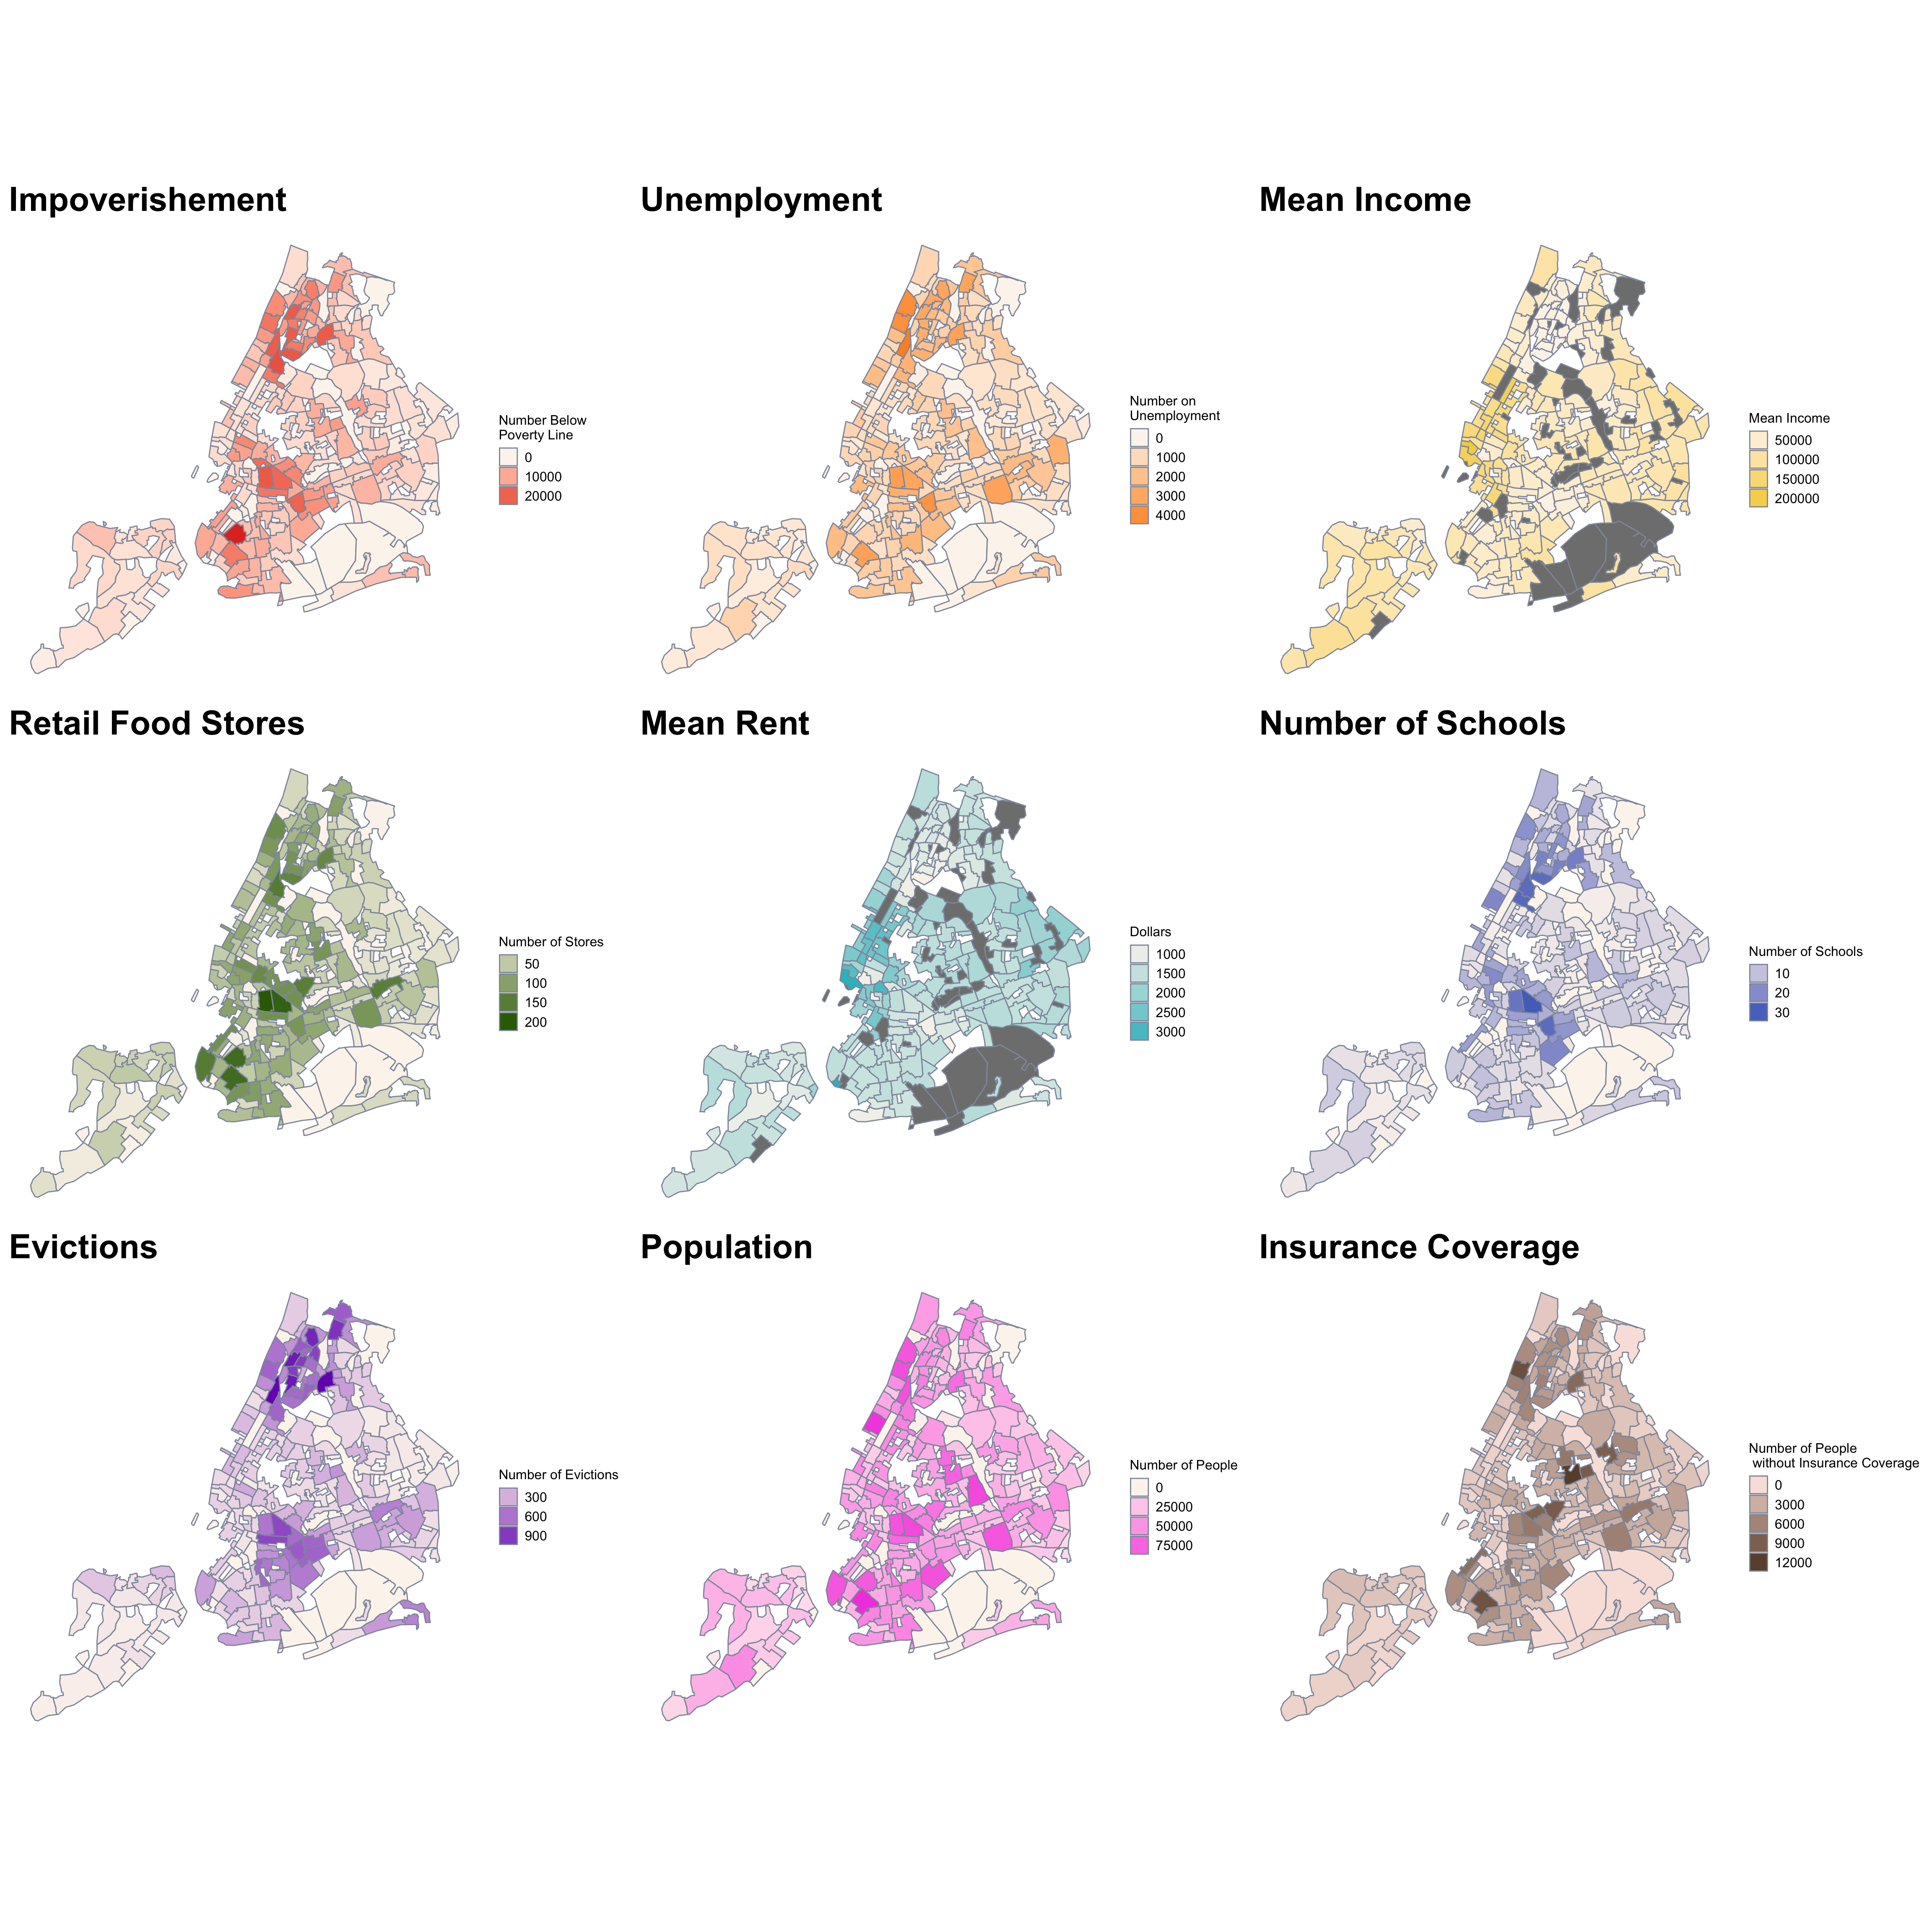 Impoverishement
Unemployment
Mean Income
Number Below
Poverty Line
0
10000
20000
Number on
Unemployment
0
1000
2000
3000
4000
Mean Income
50000
100000
150000
200000
Retail Food Stores
Mean Rent
Number of Schools
Number of Stores
50
100
150
200
Dollars
1000
1500
2000
2500
3000
Number of Schools
10
20
30
Evictions
Population
Insurance Coverage
Number of Evictions
300
600
900
Number of People
0
25000
50000
75000
Number of People
without Insurance Coverage
0
3000
6000
9000
12000